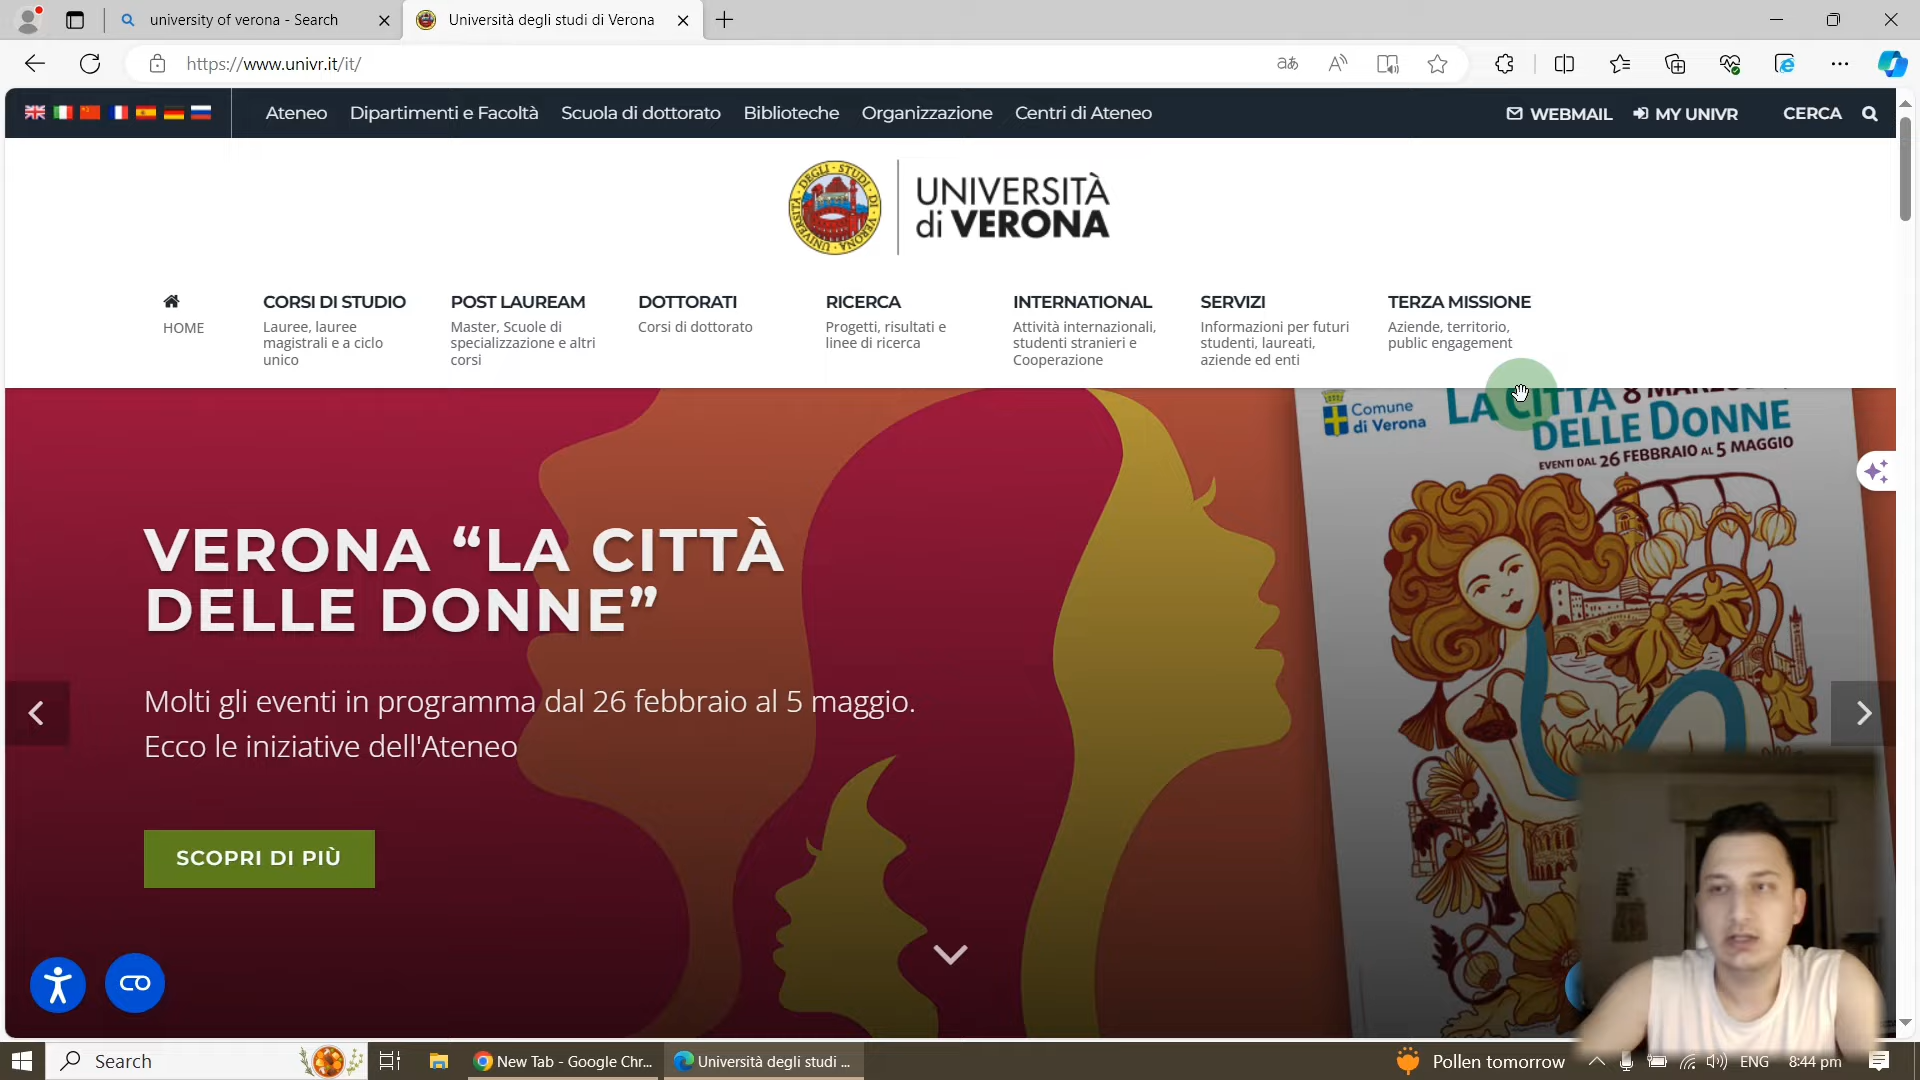 university of verona - Search
Università degli studi di Verona
https://www.univr.it/it/
Ateneo Dipartimenti e Facoltà Scuola di dottorato Biblioteche Organizzazione Centri di Ateneo
WEBMAIL MY UNIVR CERCA
UNIVERSITÀ
di VERONA
HOME
CORSI DI STUDIO
Lauree, lauree
magistrali e a ciclo
unico
POST LAUREAM
Master, Scuole di
specializzazione e altri
corsi
DOTTORATI
Corsi di dottorato
RICERCA
Progetti, risultati e
linee di ricerca
INTERNATIONAL
Attività internazionali,
studenti stranieri e
Cooperazione
SERVIZI
Informazioni per futuri
studenti, laureati,
aziende ed enti
TERZA MISSIONE
Aziende, territorio,
public engagement
Comune
di Verona
LA CITTÀ
DELLE DONNE
EVENTI DAL 26 FEBBRAIO AL 5 MAGGIO
VERONA “LA CITTÀ
DELLE DONNE”
Molti gli eventi in programma dal 26 febbraio al 5 maggio.
Ecco le iniziative dell'Ateneo
SCOPRI DI PIÙ
Search
New Tab - Google Chr...
Università degli studi ...
Pollen tomorrow
ENG
8:44 pm